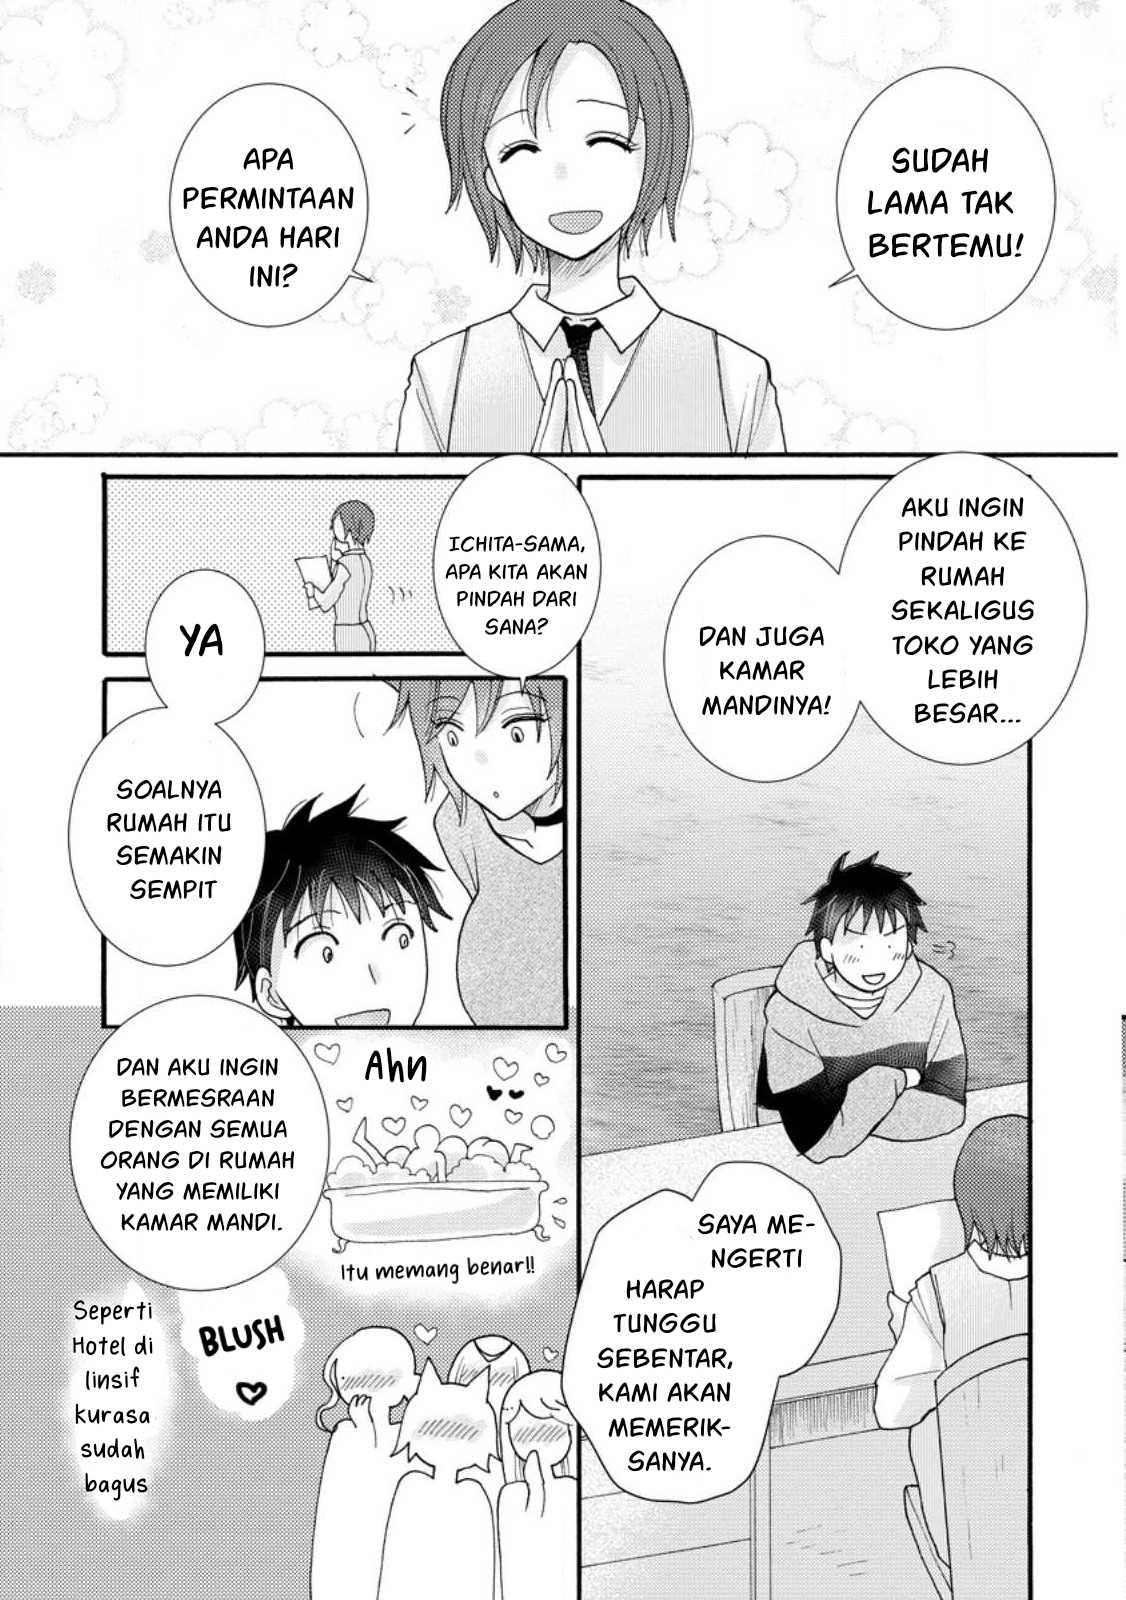 SUDAH
LAMA TAK
BERTEMU!
APA
PERMINTAAN
ANDA HARI
INI?
AKU INGIN
PINDAH KE
RUMAH
SEKALIGUS
TOKO YANG
LEBIH
BESAR...
DAN JUGA
KAMAR
MANDINYA!
SAYA ME-
NGERTI
HARAP
TUNGGU
SEBENTAR,
KAMI AKAN
MEMERIK-
SANYA.
ICHITA-SAMA,
APA KITA AKAN
PINDAH DARI
SANA?
YA
SOALNYA
RUMAH ITU
SEMAKIN
SEMPIT
DAN AKU INGIN
BERMESRAAN
DENGAN SEMUA
ORANG DI RUMAH
YANG MEMILIKI
KAMAR MANDI.
Ahn
Itu memang benar!!
BLUSH
Seperti
Hotel di
linsif
kurasa
sudah
bagus